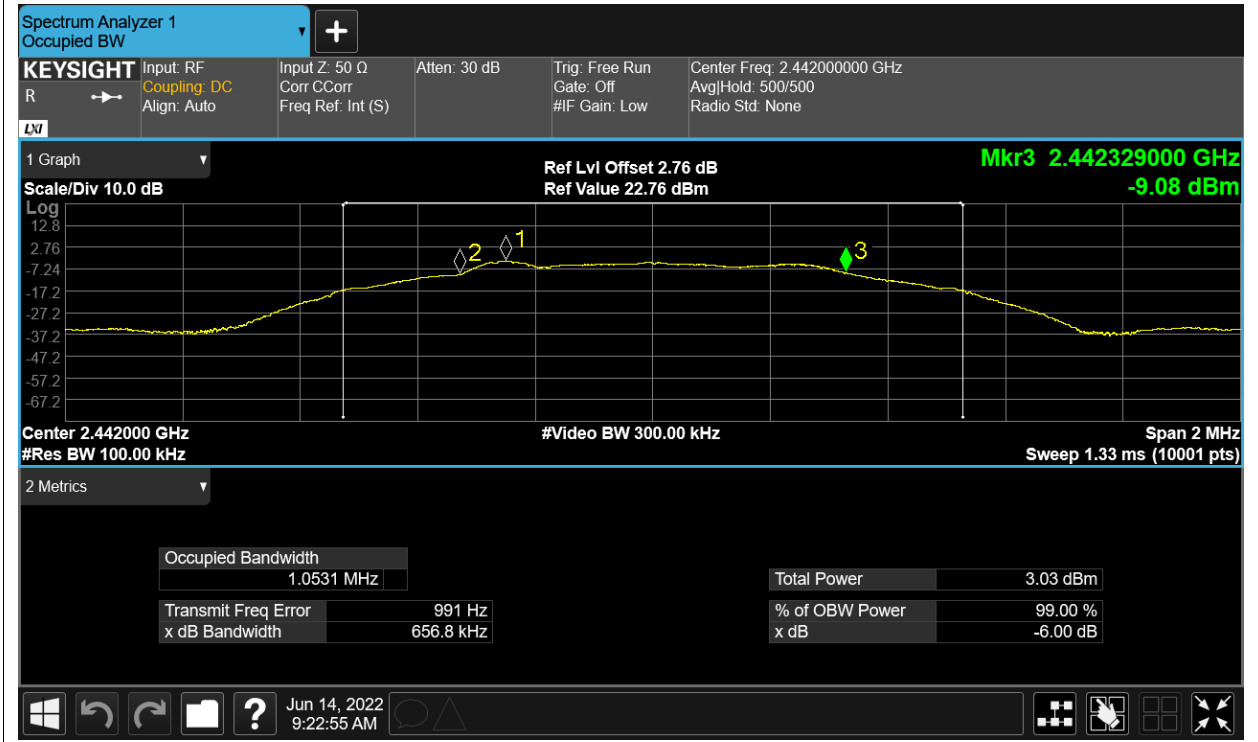 Spectrum Analyzer 1
Occupied BW
KEYSIGHT Input: RF Input Z: 50 Ω Atten: 30 dB Trig: Free Run Center Freq: 2.442000000 GHz
R Coupling: DC Corr CCorr Gate: Off Avg|Hold: 500/500
Align: Auto Freq Ref: Int (S) #IF Gain: Low Radio Std: None
LXI
1 Graph Ref Lvl Offset 2.76 dB Mkr3 2.442329000 GHz
Scale/Div 10.0 dB Ref Value 22.76 dBm -9.08 dBm
Log
12.8
2.76
-7.24
-17.2
-27.2
-37.2
-47.2
-57.2
-67.2
2 1 3
Center 2.442000 GHz #Video BW 300.00 kHz Span 2 MHz
#Res BW 100.00 kHz Sweep 1.33 ms (10001 pts)
2 Metrics
Occupied Bandwidth
1.0531 MHz Total Power 3.03 dBm
Transmit Freq Error 991 Hz % of OBW Power 99.00 %
x dB Bandwidth 656.8 kHz x dB -6.00 dB
? Jun 14, 2022
9:22:55 AM